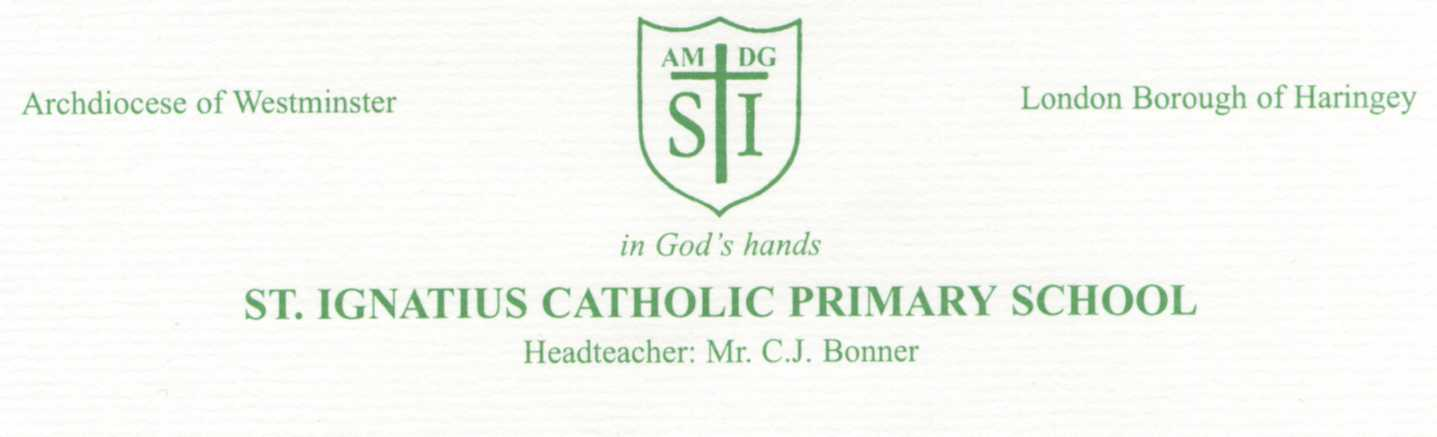 AM DG
S I
Archdiocese of Westminster
London Borough of Haringey
in God's hands
ST. IGNATIUS CATHOLIC PRIMARY SCHOOL
Headteacher: Mr. C.J. Bonner